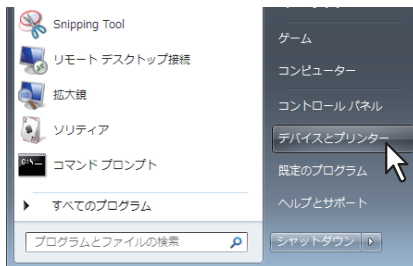 Snipping Tool
リモート デスクトップ接続
拡大鏡
ソリティア
コマンド プロンプト
すべてのプログラム
プログラムとファイルの検索
ゲーム
コンピューター
コントロール パネル
デバイスとプリンター
既定のプログラム
ヘルプとサポート
シャットダウン